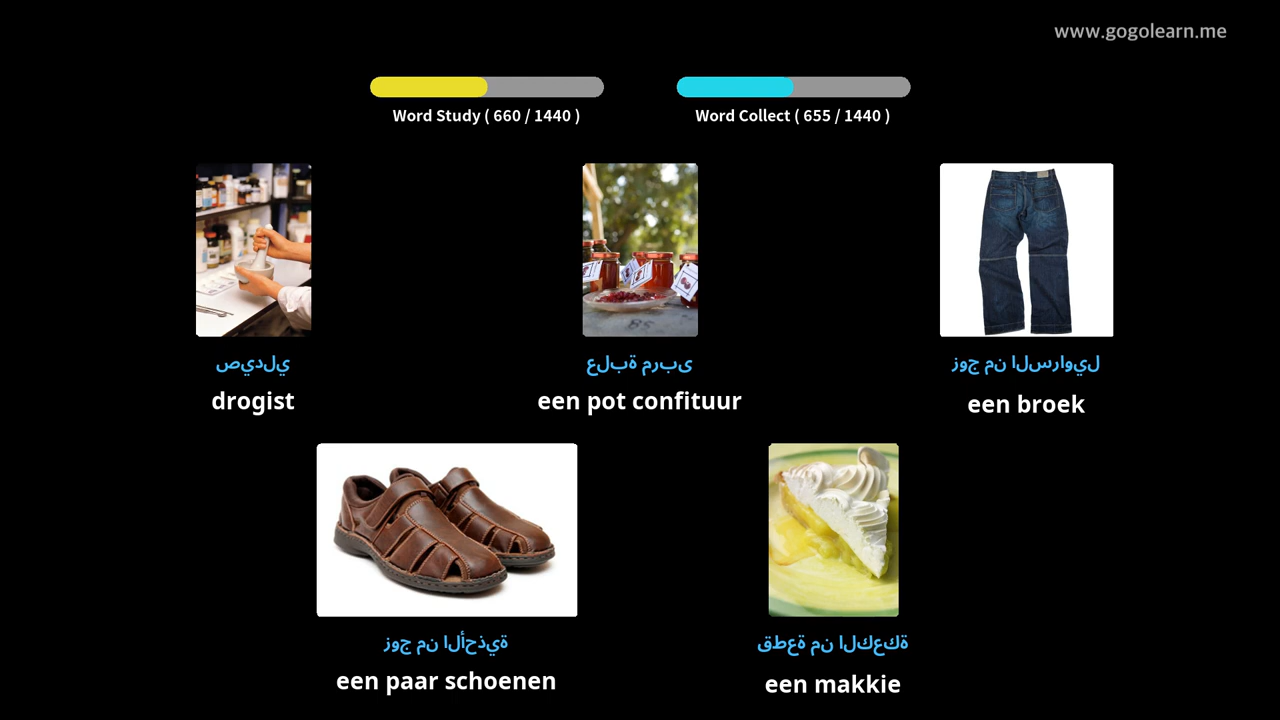 www.gogolearn.me
Word Study ( 660 / 1440 )
Word Collect ( 655 / 1440 )
صيدلي
علبة مربى
زوج من السراويل
drogist
een pot confituur
een broek
زوج من الأحذية
قطعة من الكعكة
een paar schoenen
een makkie